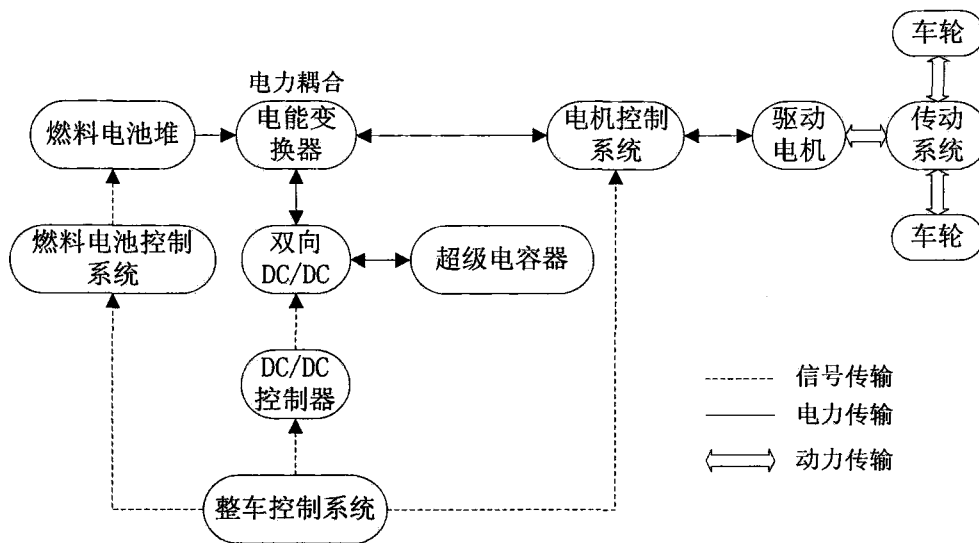 车轮
电力耦合
燃料电池堆
电能变
换器
电机控制
系统
驱动
电机
传动
系统
车轮
燃料电池控制
系统
双向
DC/DC
超级电容器
DC/DC
控制器
整车控制系统
信号传输
电力传输
动力传输